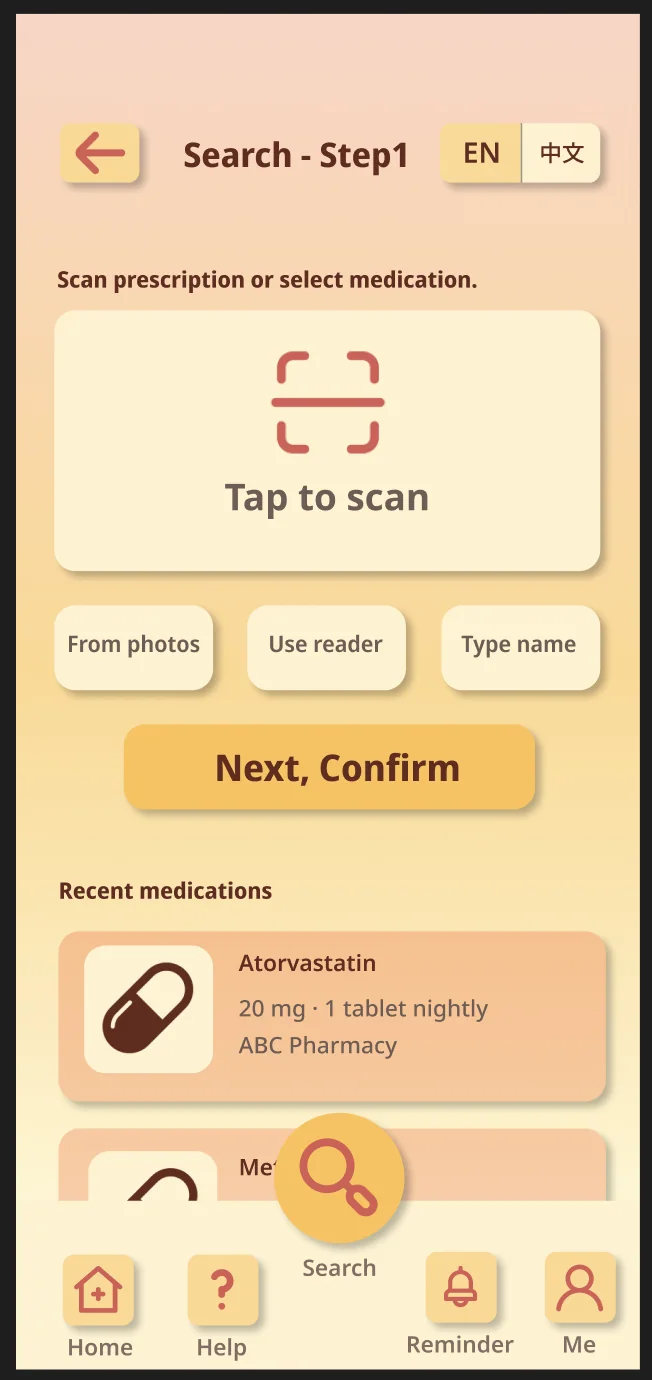 Search - Step1
EN
中文
Scan prescription or select medication.
Tap to scan
From photos
Use reader
Type name
Next, Confirm
Recent medications
Atorvastatin
20 mg · 1 tablet nightly
ABC Pharmacy
Search
Home
Help
Reminder
Me